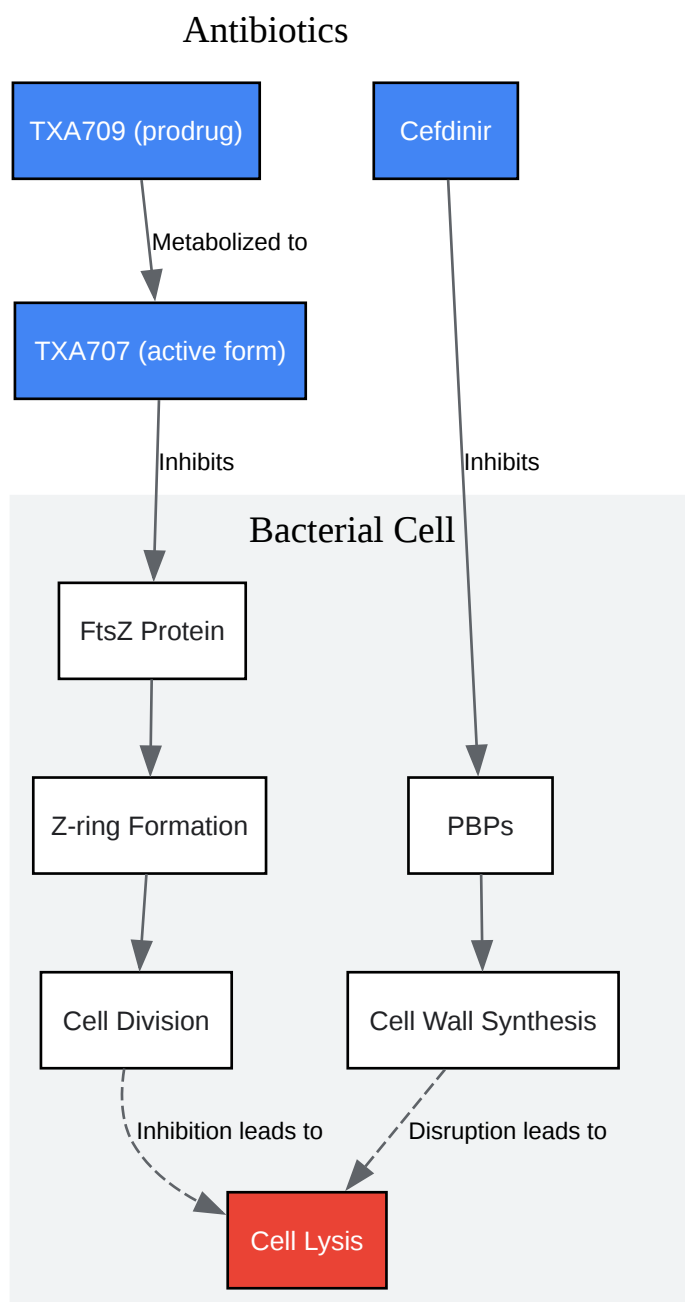 Antibiotics
TXA709 (prodrug)
Cefdinir
Metabolized to
TXA707 (active form)
Inhibits
Inhibits
Bacterial Cell
FtsZ Protein
Z-ring Formation
PBPs
Cell Division
Cell Wall Synthesis
Inhibition leads to
Disruption leads to
Cell Lysis